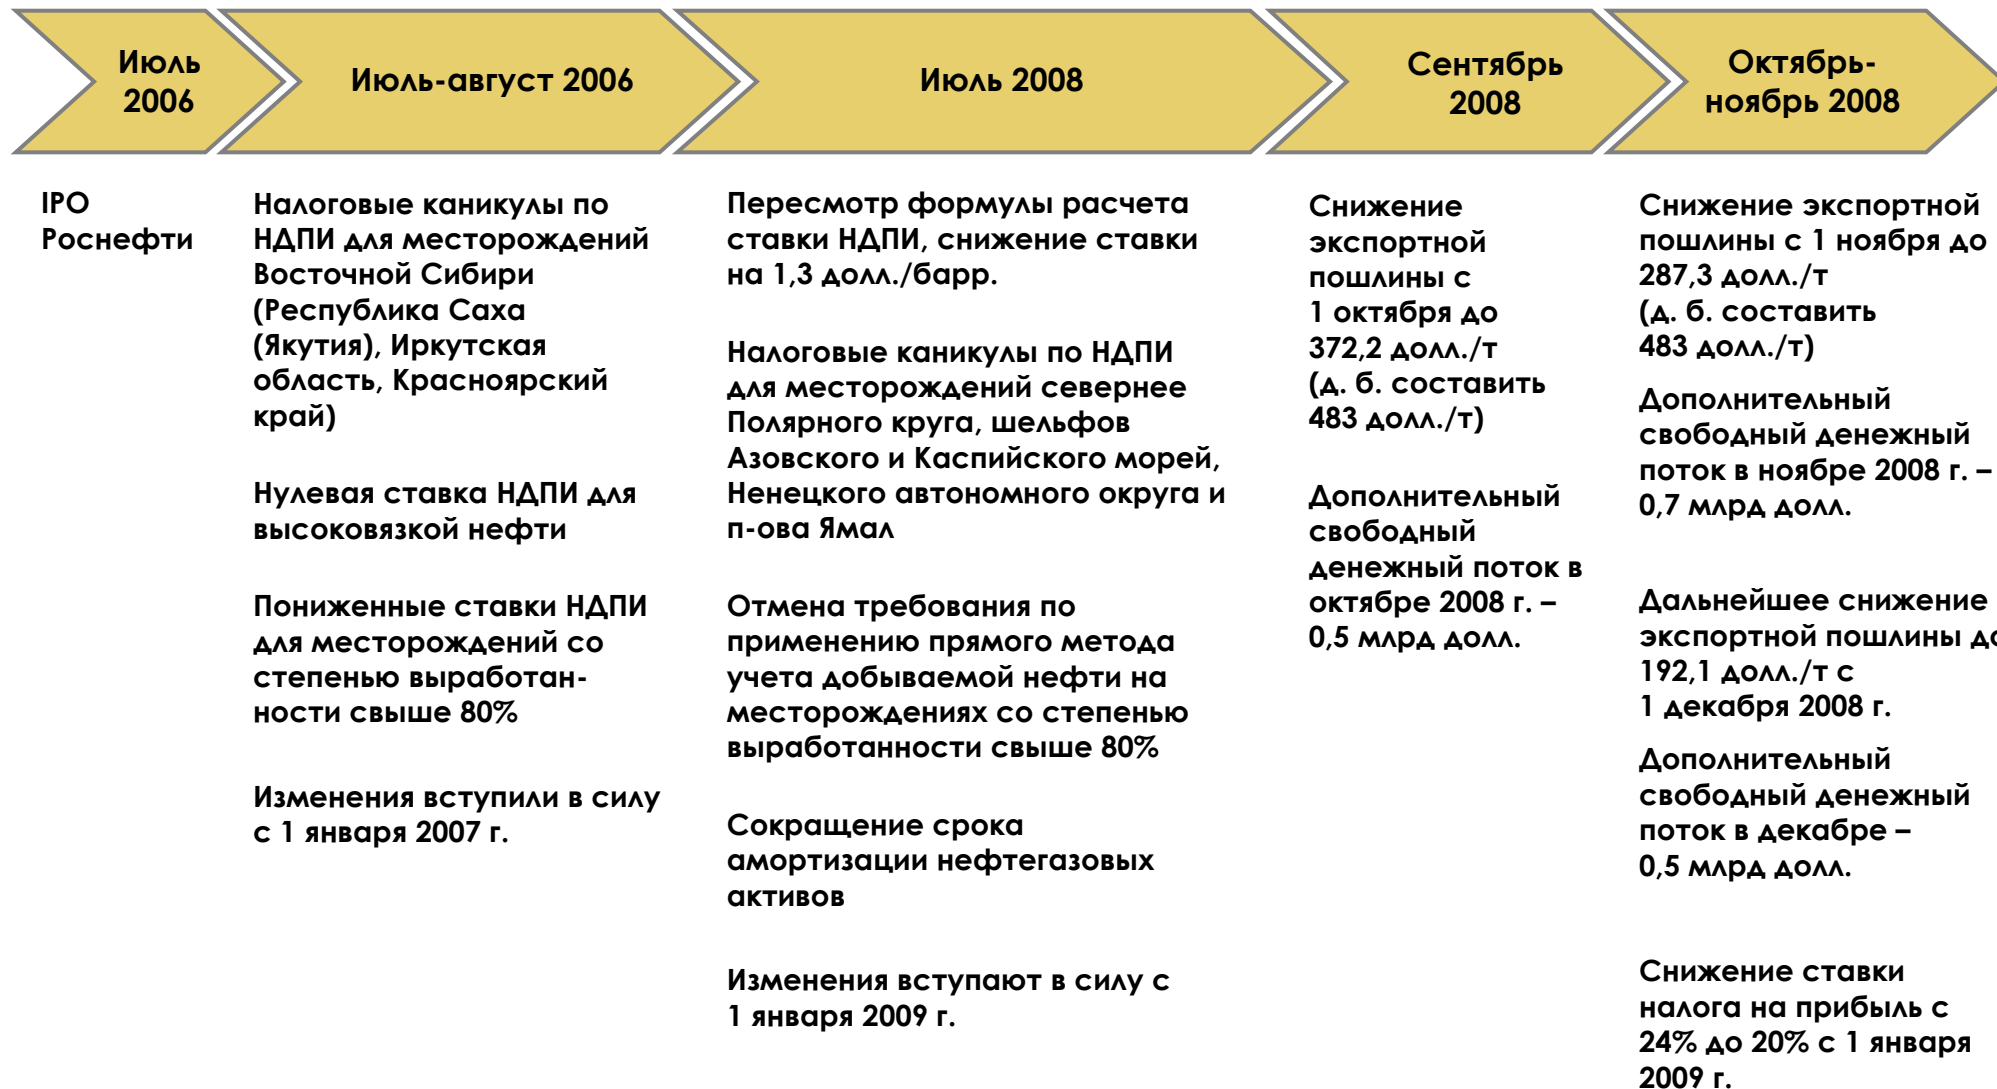 Июль
2006
Июль-август 2006
Июль 2008
Сентябрь
2008
Октябрь-
ноябрь 2008
IPO
Роснефти
Налоговые каникулы по
НДПИ для месторождений
Восточной Сибири
(Республика Саха
(Якутия), Иркутская
область, Красноярский
край)
Нулевая ставка НДПИ для
высоковязкой нефти
Пониженные ставки НДПИ
для месторождений со
степенью выработан-
ности свыше 80%
Изменения вступили в силу
с 1 января 2007 г.
Пересмотр формулы расчета
ставки НДПИ, снижение ставки
на 1,3 долл./барр.
Налоговые каникулы по НДПИ
для месторождений севернее
Полярного круга, шельфов
Азовского и Каспийского морей,
Ненецкого автономного округа и
п-ова Ямал
Отмена требования по
применению прямого метода
учета добываемой нефти на
месторождениях со степенью
выработанности свыше 80%
Сокращение срока
амортизации нефтегазовых
активов
Изменения вступают в силу с
1 января 2009 г.
Снижение
экспортной
пошлины с
1 октября до
372,2 долл./т
(д. б. составить
483 долл./т)
Дополнительный
свободный
денежный поток в
октябре 2008 г. –
0,5 млрд долл.
Снижение экспортной
пошлины с 1 ноября до
287,3 долл./т
(д. б. составить
483 долл./т)
Дополнительный
свободный денежный
поток в ноябре 2008 г. –
0,7 млрд долл.
Дальнейшее снижение
экспортной пошлины до
192,1 долл./т с
1 декабря 2008 г.
Дополнительный
свободный денежный
поток в декабре –
0,5 млрд долл.
Снижение ставки
налога на прибыль с
24% до 20% с 1 января
2009 г.